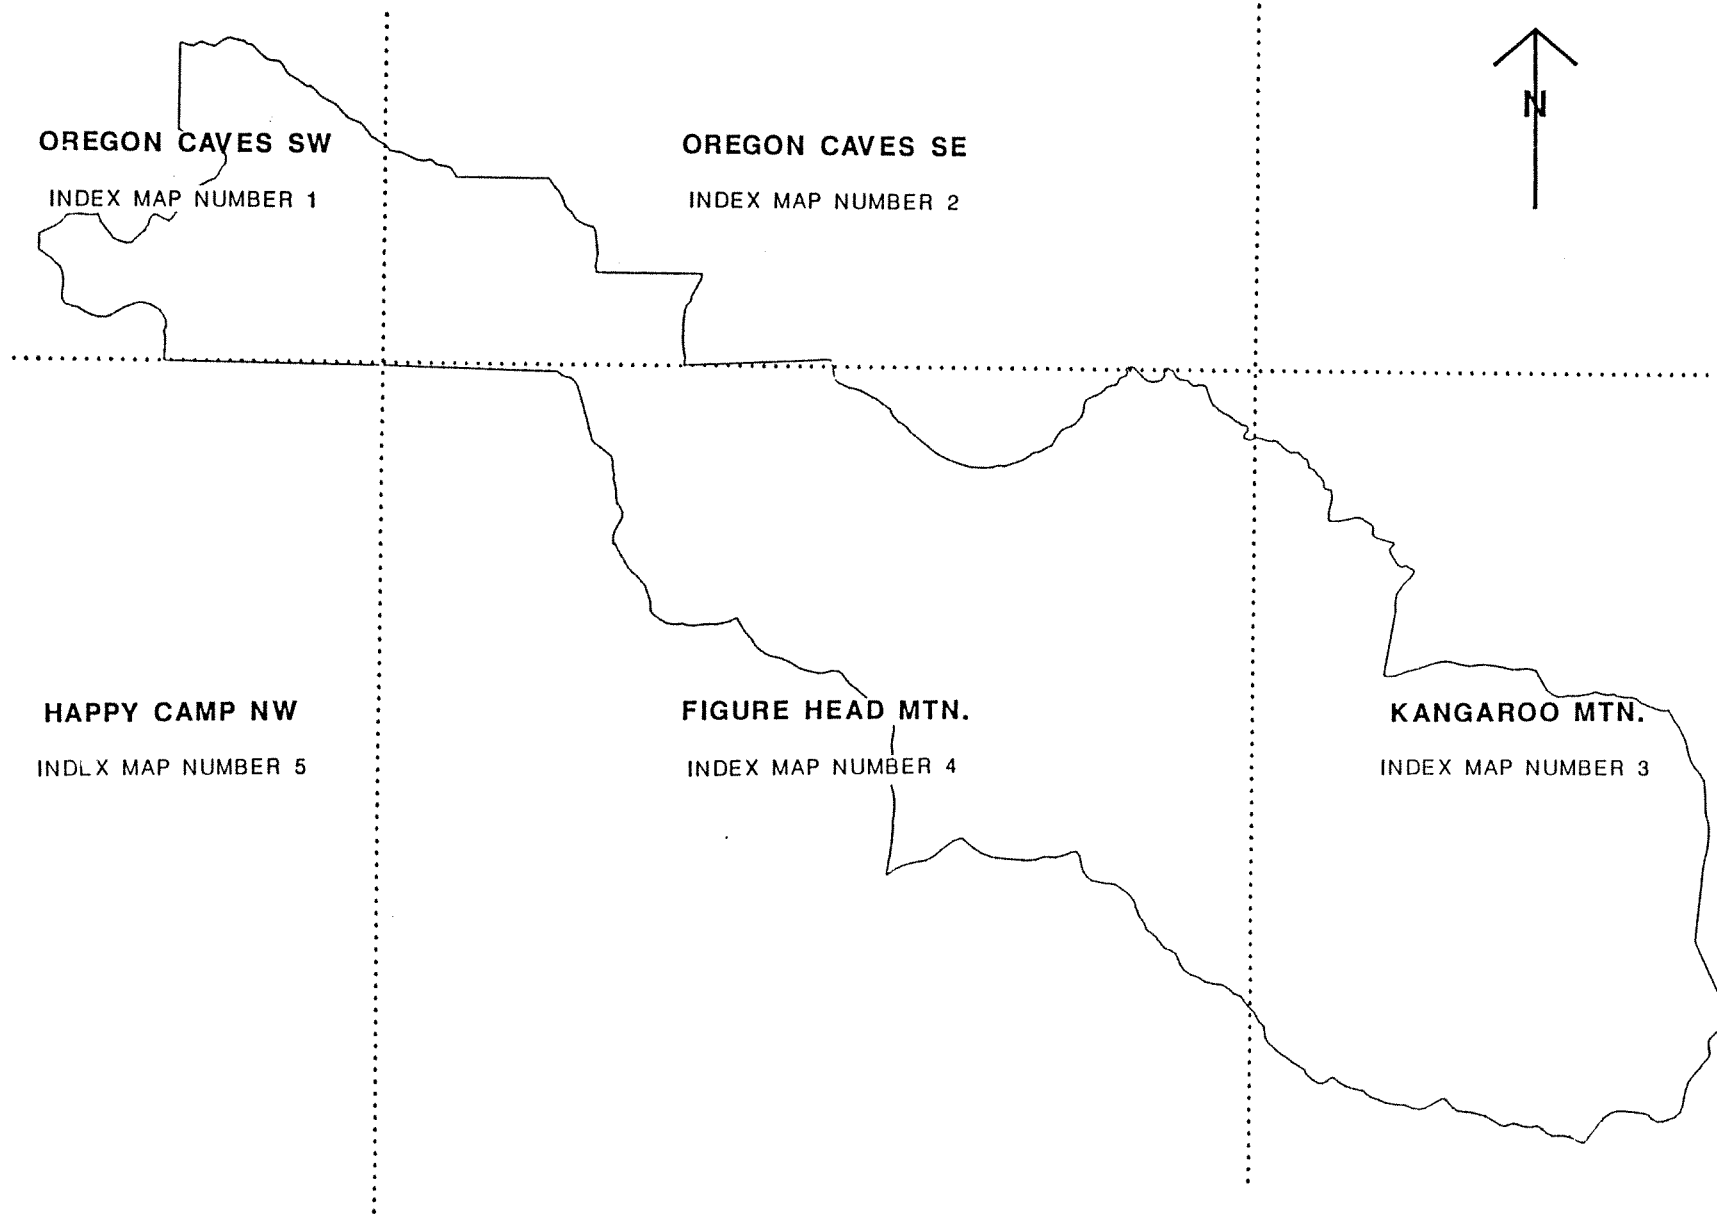 N
OREGON CAVES SW
INDEX MAP NUMBER 1
OREGON CAVES SE
INDEX MAP NUMBER 2
HAPPY CAMP NW
INDEX MAP NUMBER 5
FIGURE HEAD MTN.
INDEX MAP NUMBER 4
KANGAROO MTN.
INDEX MAP NUMBER 3